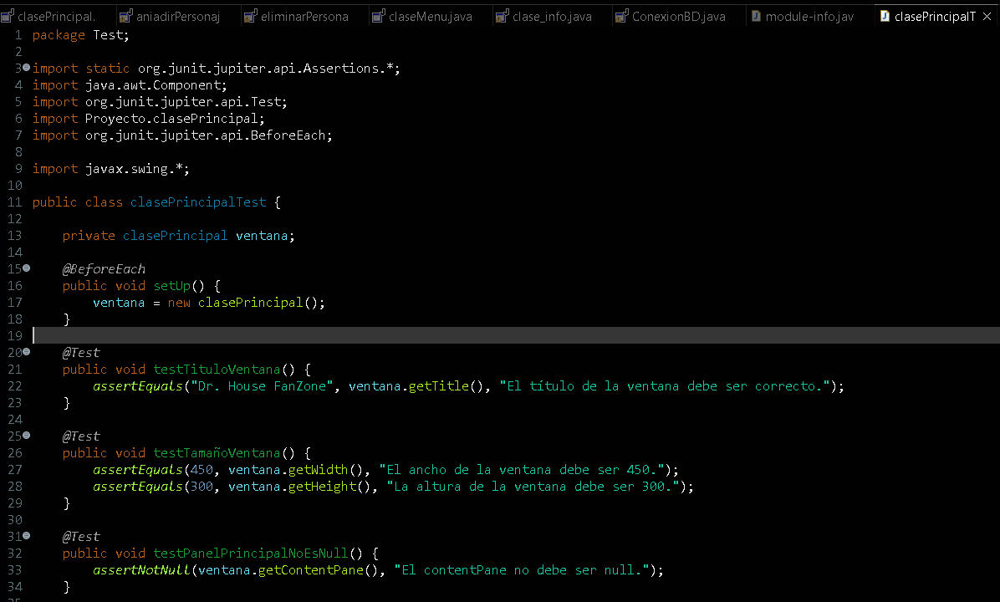 clasePrincipal. aniadirPersonaj eliminarPersona claseMenu.java clase_info.java ConexionBD.java module-info.jav clasePrincipalT
1 package Test;
2
3 import static org.junit.jupiter.api.Assertions.*;
4 import java.awt.Component;
5 import org.junit.jupiter.api.Test;
6 import Proyecto.clasePrincipal;
7 import org.junit.jupiter.api.BeforeEach;
8
9 import javax.swing.*;
10
11 public class clasePrincipalTest {
12
13     private clasePrincipal ventana;
14
15     @BeforeEach
16     public void setUp() {
17         ventana = new clasePrincipal();
18     }
19
20     @Test
21     public void testTituloVentana() {
22         assertEquals("Dr. House FanZone", ventana.getTitle(), "El título de la ventana debe ser correcto.");
23     }
24
25     @Test
26     public void testTamañoVentana() {
27         assertEquals(450, ventana.getWidth(), "El ancho de la ventana debe ser 450.");
28         assertEquals(300, ventana.getHeight(), "La altura de la ventana debe ser 300.");
29     }
30
31     @Test
32     public void testPanelPrincipalNoEsNull() {
33         assertNotNull(ventana.getContentPane(), "El contentPane no debe ser null.");
34     }